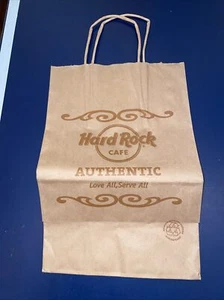 Hard Rock
CAFE
AUTHENTIC
Love All, Serve All